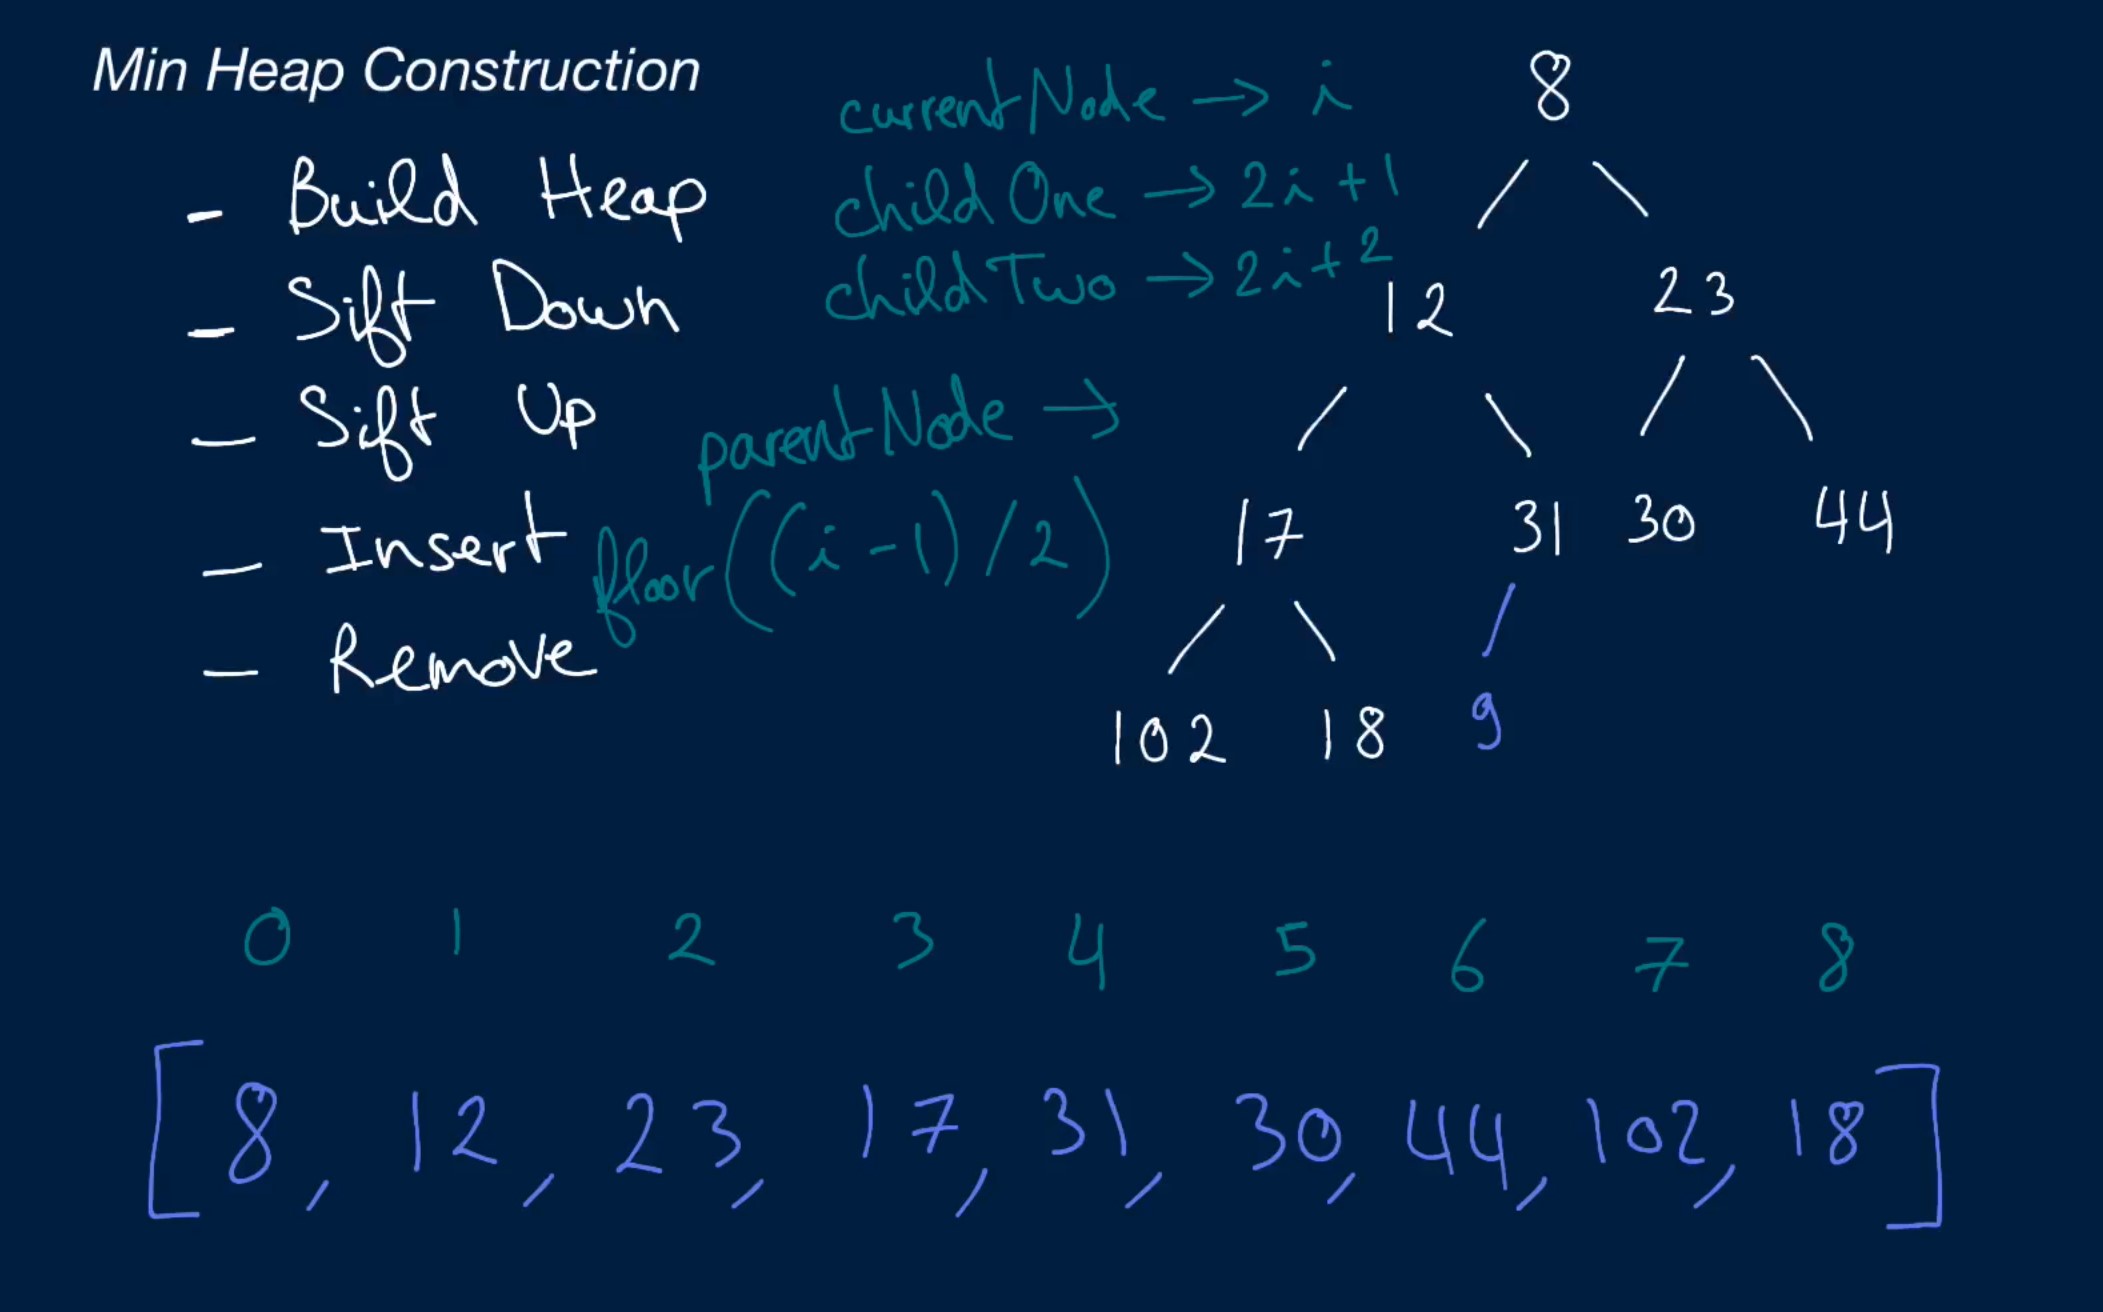 Min Heap Construction
- Build Heap
- Sift Down
- Sift Up
- Insert
- Remove
currentNode -> i
childOne -> 2i+1
childTwo -> 2i+2
parentNode ->
floor((i-1)/2)
8
12 23
17 31 30 44
102 18 9
0 1 2 3 4 5 6 7 8
[8, 12, 23, 17, 31, 30, 44, 102, 18]